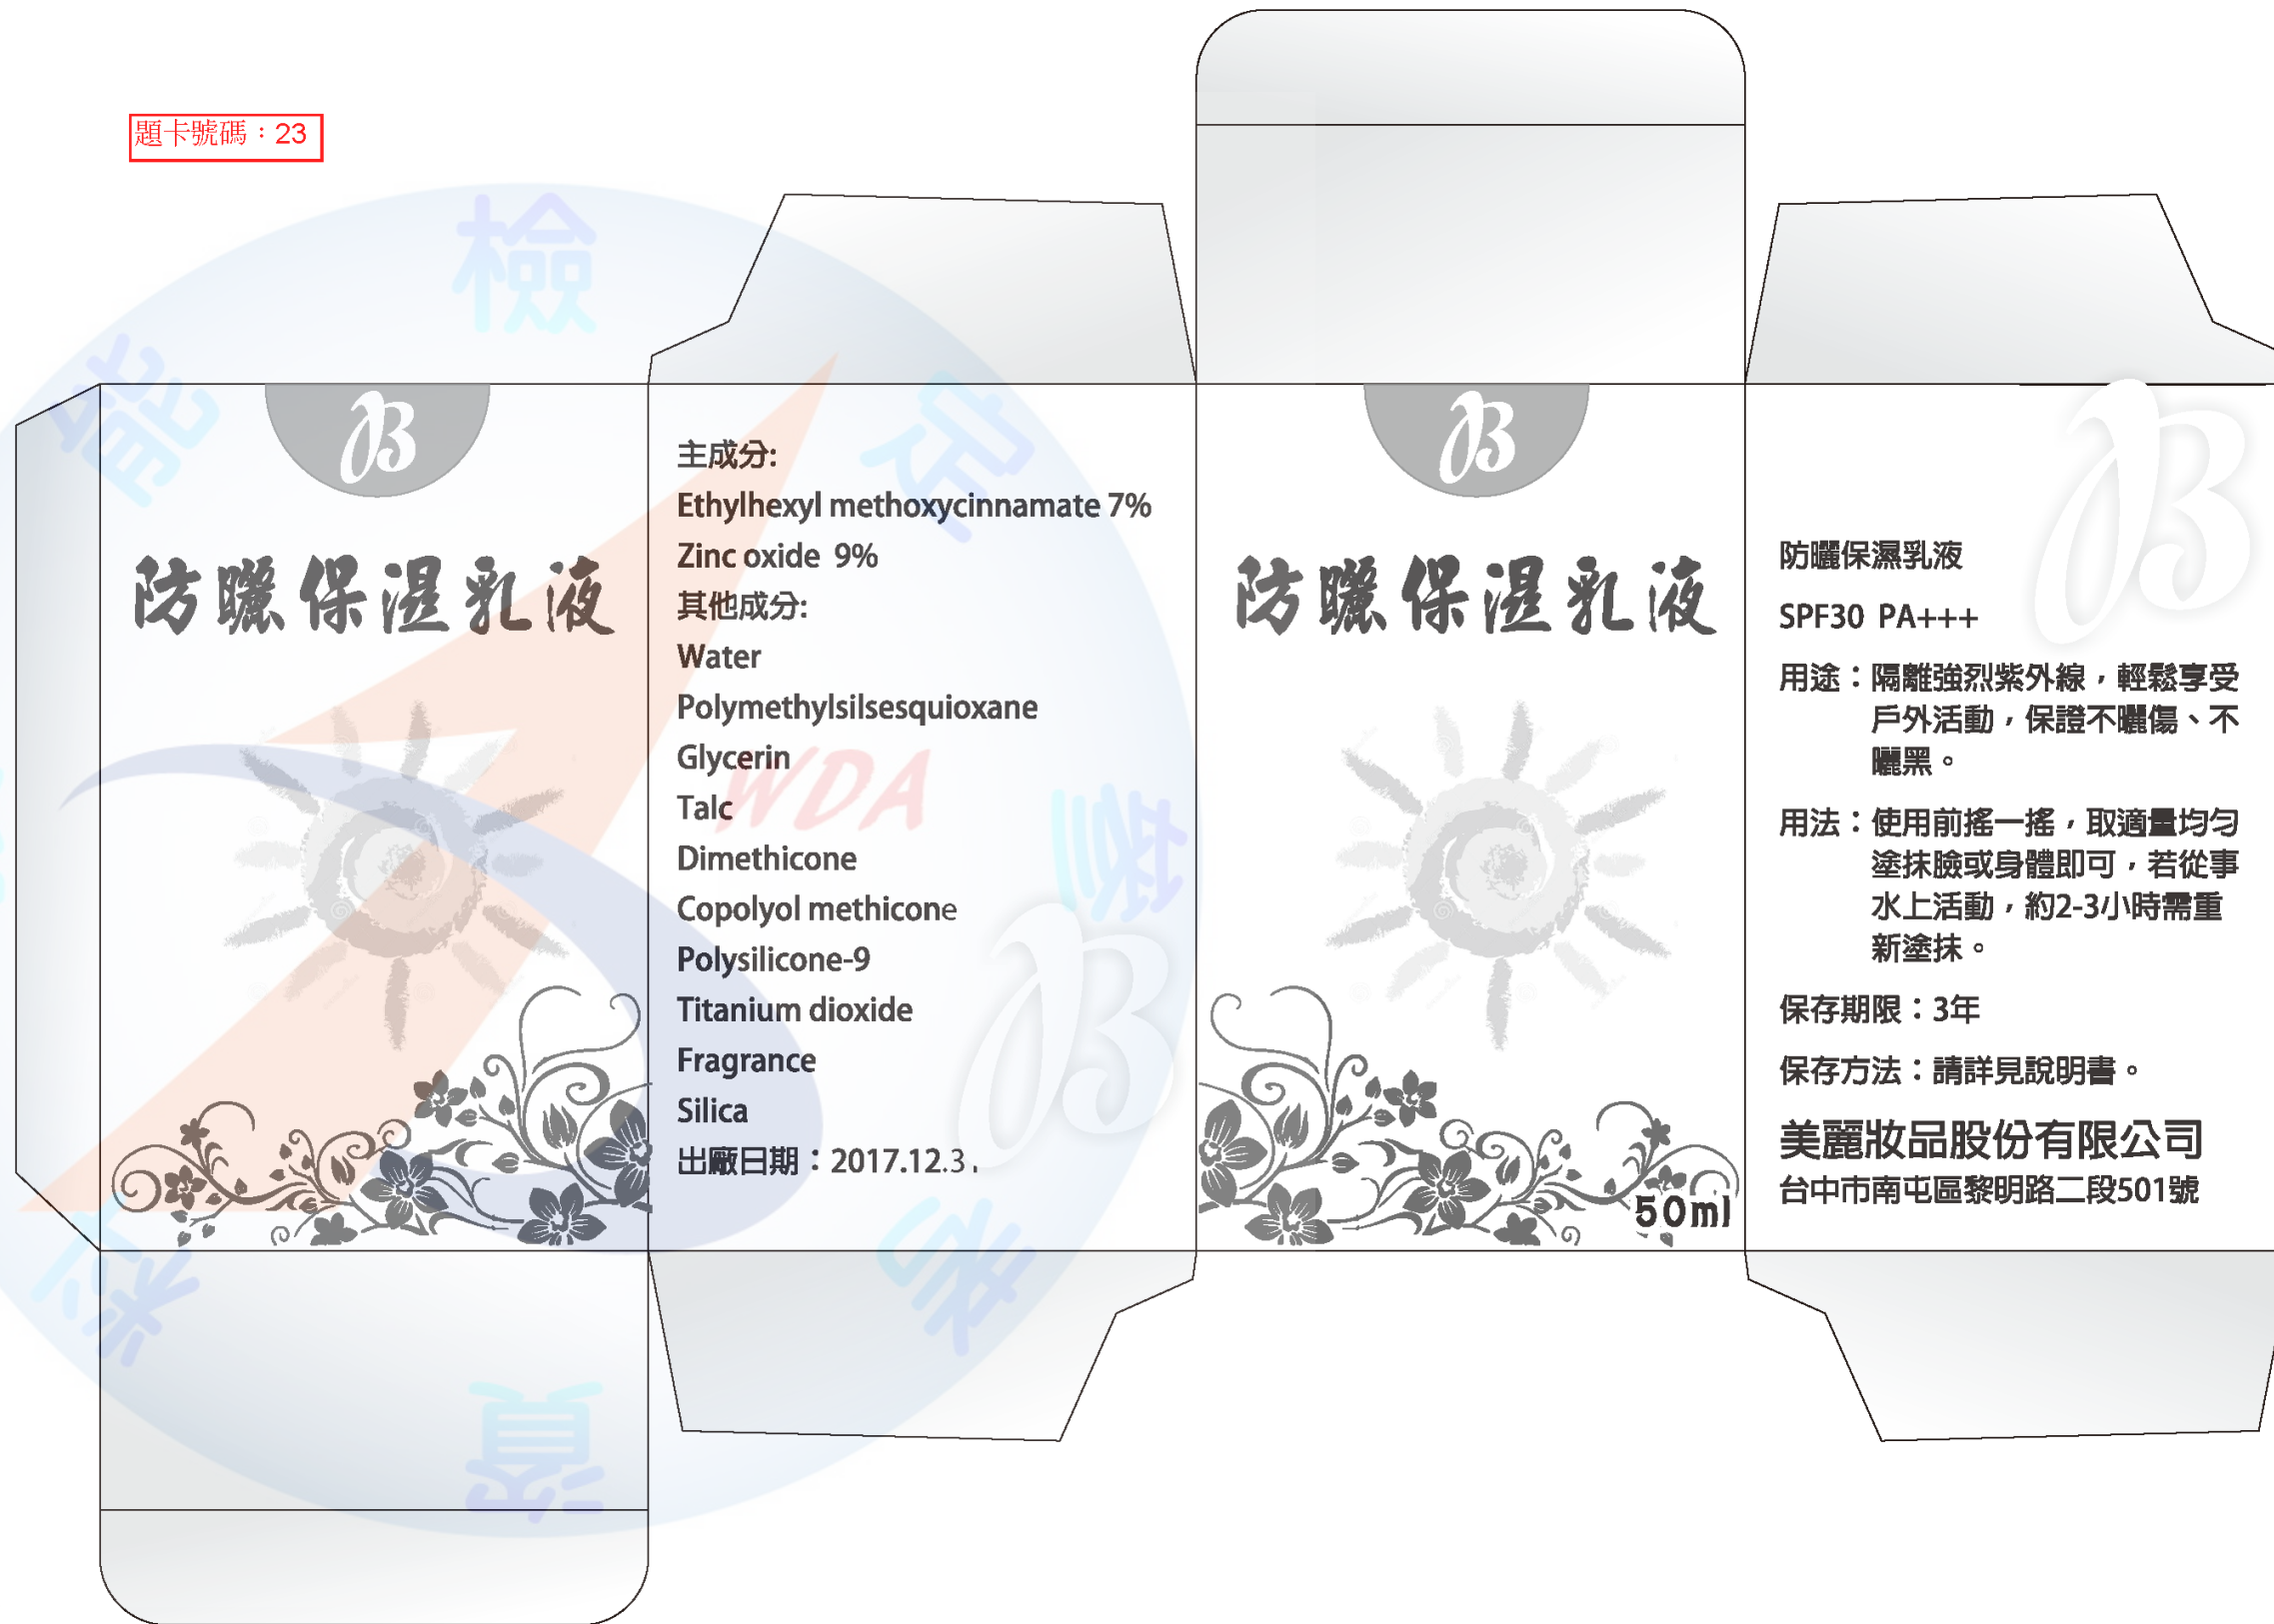 題卡號碼：23
B
防曬保濕乳液
主成分:
Ethylhexyl methoxycinnamate 7%
Zinc oxide 9%
其他成分:
Water
Polymethylsilsesquioxane
Glycerin
Talc
Dimethicone
Copolyol methicone
Polysilicone-9
Titanium dioxide
Fragrance
Silica
出廠日期：2017.12.31
B
B
防曬保濕乳液
50ml
B
防曬保濕乳液
SPF30 PA+++
用途：隔離強烈紫外線，輕鬆享受
戶外活動，保證不曬傷、不
曬黑。
用法：使用前搖一搖，取適量均勻
塗抹臉或身體即可，若從事
水上活動，約2-3小時需重
新塗抹。
保存期限：3年
保存方法：請詳見說明書。
美麗妝品股份有限公司
台中市南屯區黎明路二段501號
WDA
能
檢
定